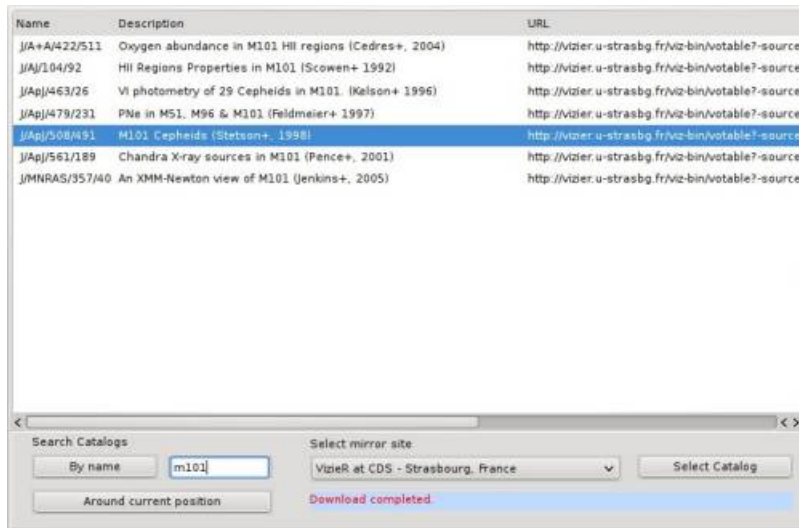 Name Description URL
J/A+A/422/511 Oxygen abundance in M101 HII regions (Cedres+, 2004) http://vizier.u-strasbg.fr/viz-bin/votable?-source
J/AJ/104/92 HII Regions Properties in M101 (Scowen+ 1992) http://vizier.u-strasbg.fr/viz-bin/votable?-source
J/ApJ/463/26 VI photometry of 29 Cepheids in M101. (Kelson+ 1996) http://vizier.u-strasbg.fr/viz-bin/votable?-source
J/ApJ/479/231 PNe in M51, M96 & M101 (Feldmeier+ 1997) http://vizier.u-strasbg.fr/viz-bin/votable?-source
J/ApJ/508/491 M101 Cepheids (Stetson+, 1998) http://vizier.u-strasbg.fr/viz-bin/votable?-source
J/ApJ/561/189 Chandra X-ray sources in M101 (Pence+, 2001) http://vizier.u-strasbg.fr/viz-bin/votable?-source
J/MNRAS/357/40 An XMM-Newton view of M101 (Jenkins+, 2005) http://vizier.u-strasbg.fr/viz-bin/votable?-source
Search Catalogs Select mirror site
By name m101 VizieR at CDS - Strasbourg, France Select Catalog
Around current position Download completed.